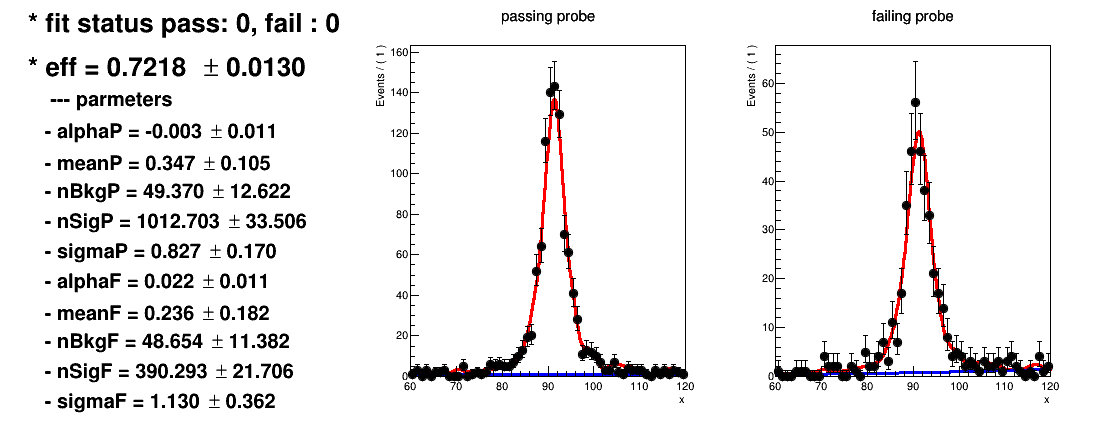 * fit status pass: 0, fail : 0
* eff = 0.7218 ± 0.0130
--- parmeters
- alphaP = -0.003 ± 0.011
- meanP = 0.347 ± 0.105
- nBkgP = 49.370 ± 12.622
- nSigP = 1012.703 ± 33.506
- sigmaP = 0.827 ± 0.170
- alphaF = 0.022 ± 0.011
- meanF = 0.236 ± 0.182
- nBkgF = 48.654 ± 11.382
- nSigF = 390.293 ± 21.706
- sigmaF = 1.130 ± 0.362
passing probe
Events / ( 1 )
160
140
120
100
80
60
40
20
0
60 70 80 90 100 110 120
x
failing probe
Events / ( 1 )
60
50
40
30
20
10
0
60 70 80 90 100 110 120
x